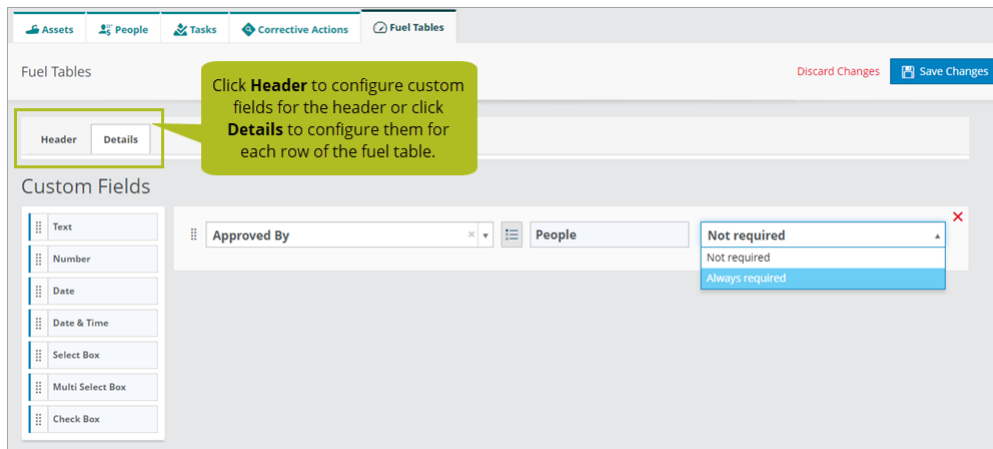 Assets People Tasks Corrective Actions Fuel Tables
Fuel Tables
Discard Changes Save Changes
Click Header to configure custom
fields for the header or click
Details to configure them for
each row of the fuel table.
Header Details
Custom Fields
Text
Number
Date
Date & Time
Select Box
Multi Select Box
Check Box
Approved By People Not required
Not required
Always required